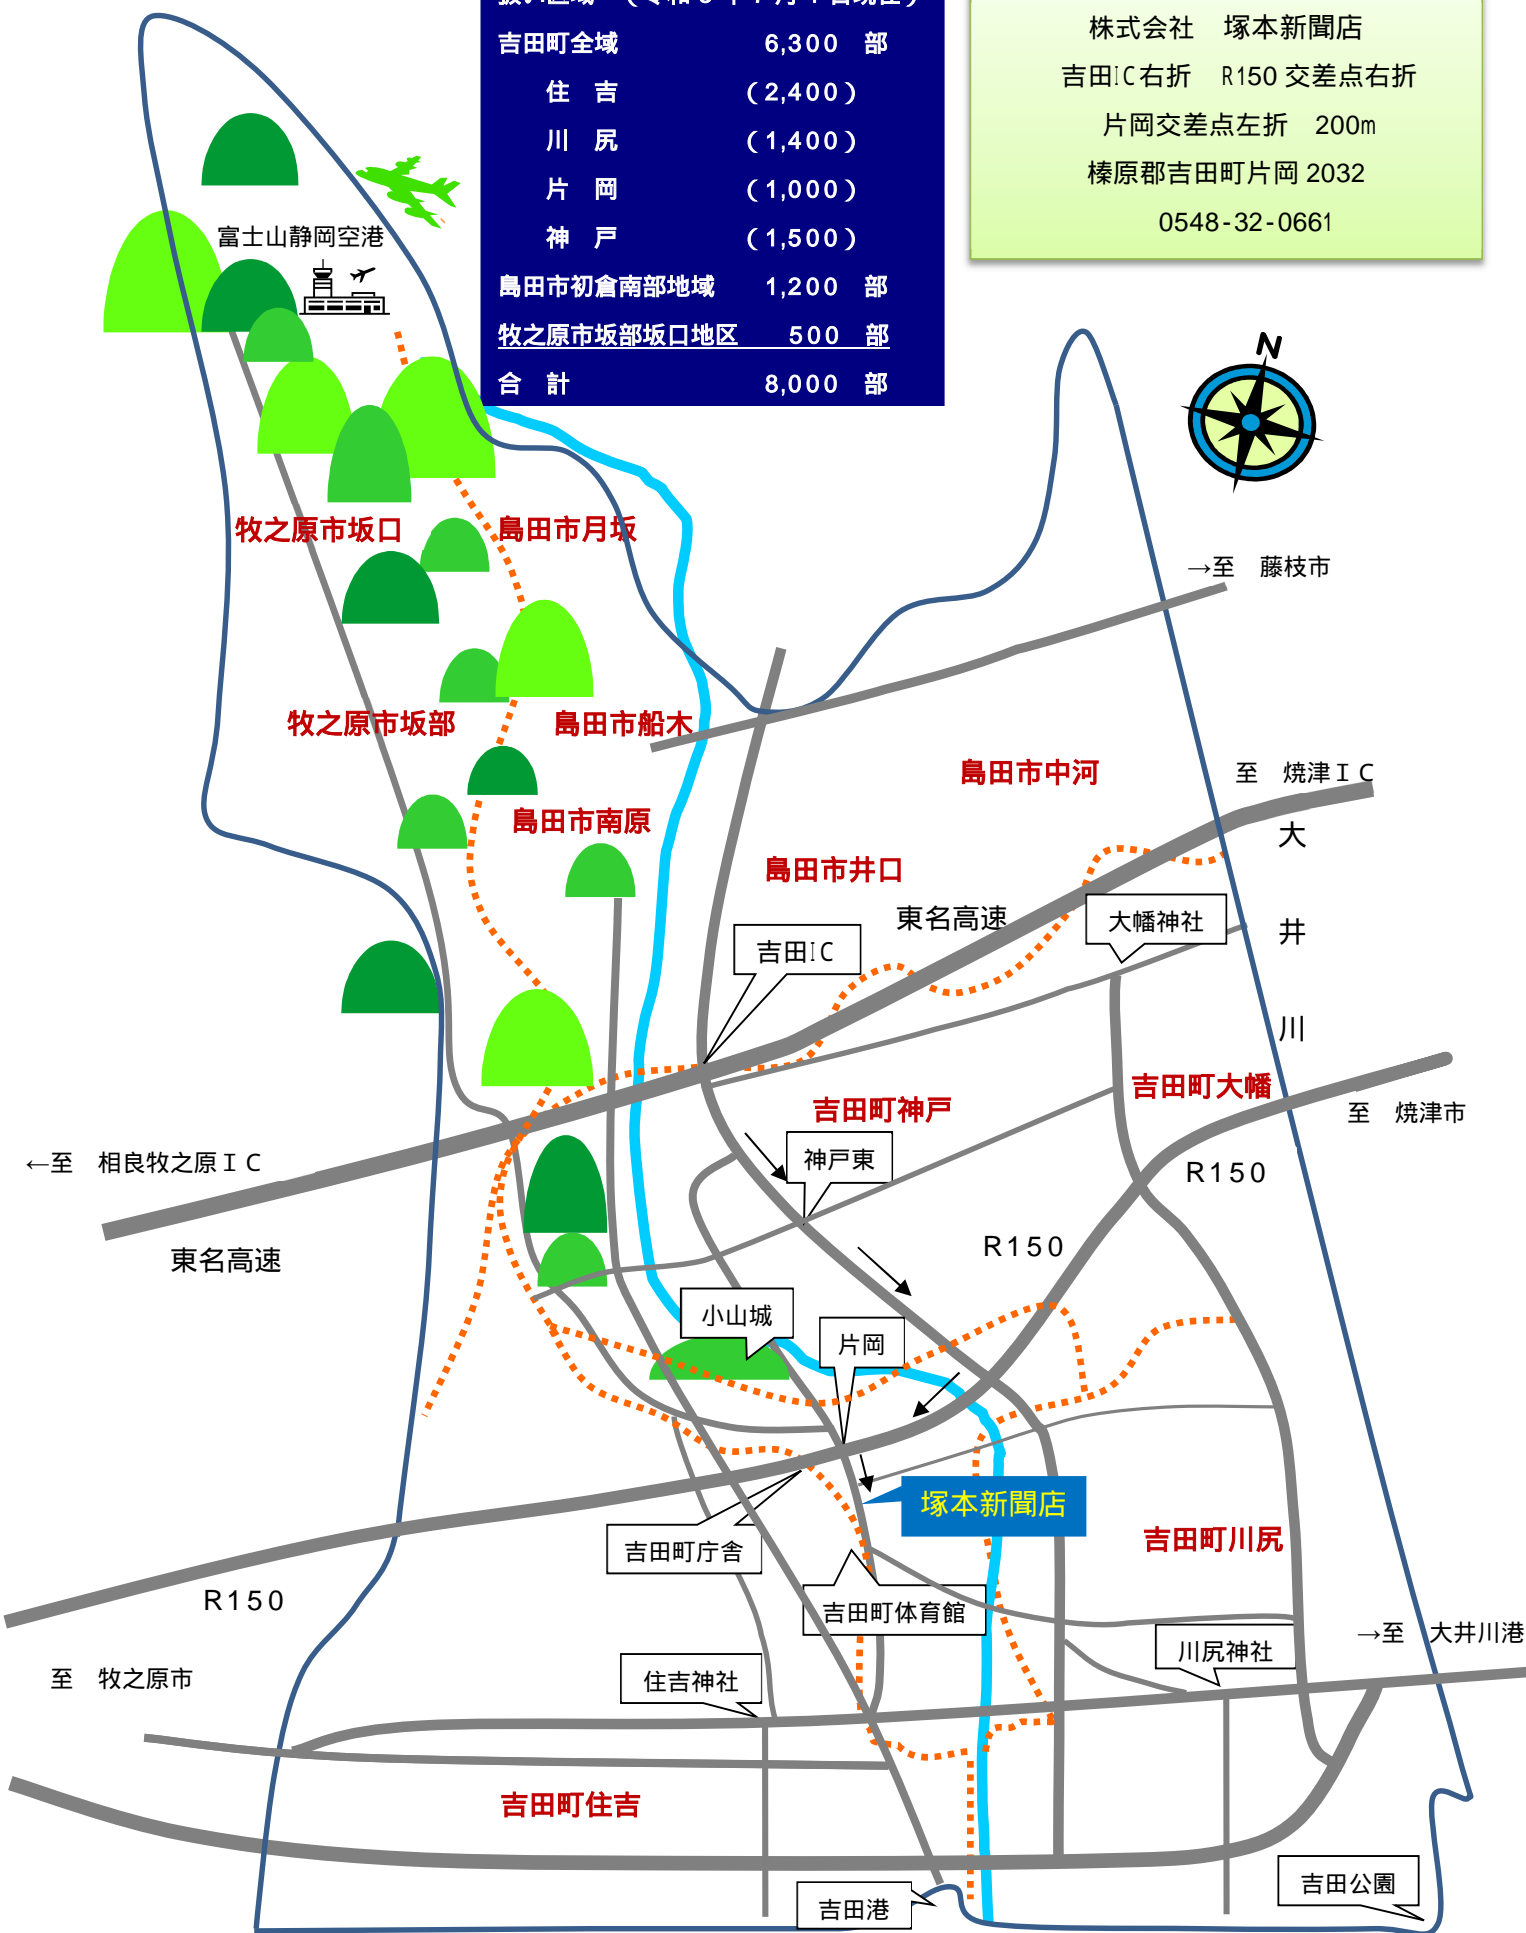 吉田町全域 6,300 部
住 吉 (2,400)
川 尻 (1,400)
片 岡 (1,000)
神 戸 (1,500)
島田市初倉南部地域 1,200 部
牧之原市坂部坂口地区 500 部
合 計 8,000 部
株式会社 塚本新聞店
吉田IC右折 R150 交差点右折
片岡交差点左折 200m
榛原郡吉田町片岡 2032
0548-32-0661
富士山静岡空港
N
牧之原市坂口
島田市月坂
→至 藤枝市
牧之原市坂部
島田市船木
島田市中河
至 焼津IC
島田市南原
大
井
川
島田市井口
東名高速
大幡神社
吉田IC
吉田町大幡
吉田町神戸
至 焼津市
←至 相良牧之原IC
神戸東
R150
東名高速
R150
小山城
片岡
塚本新聞店
吉田町庁舎
吉田町川尻
R150
吉田町体育館
→至 大井川港
川尻神社
至 牧之原市
住吉神社
吉田町住吉
吉田公園
吉田港